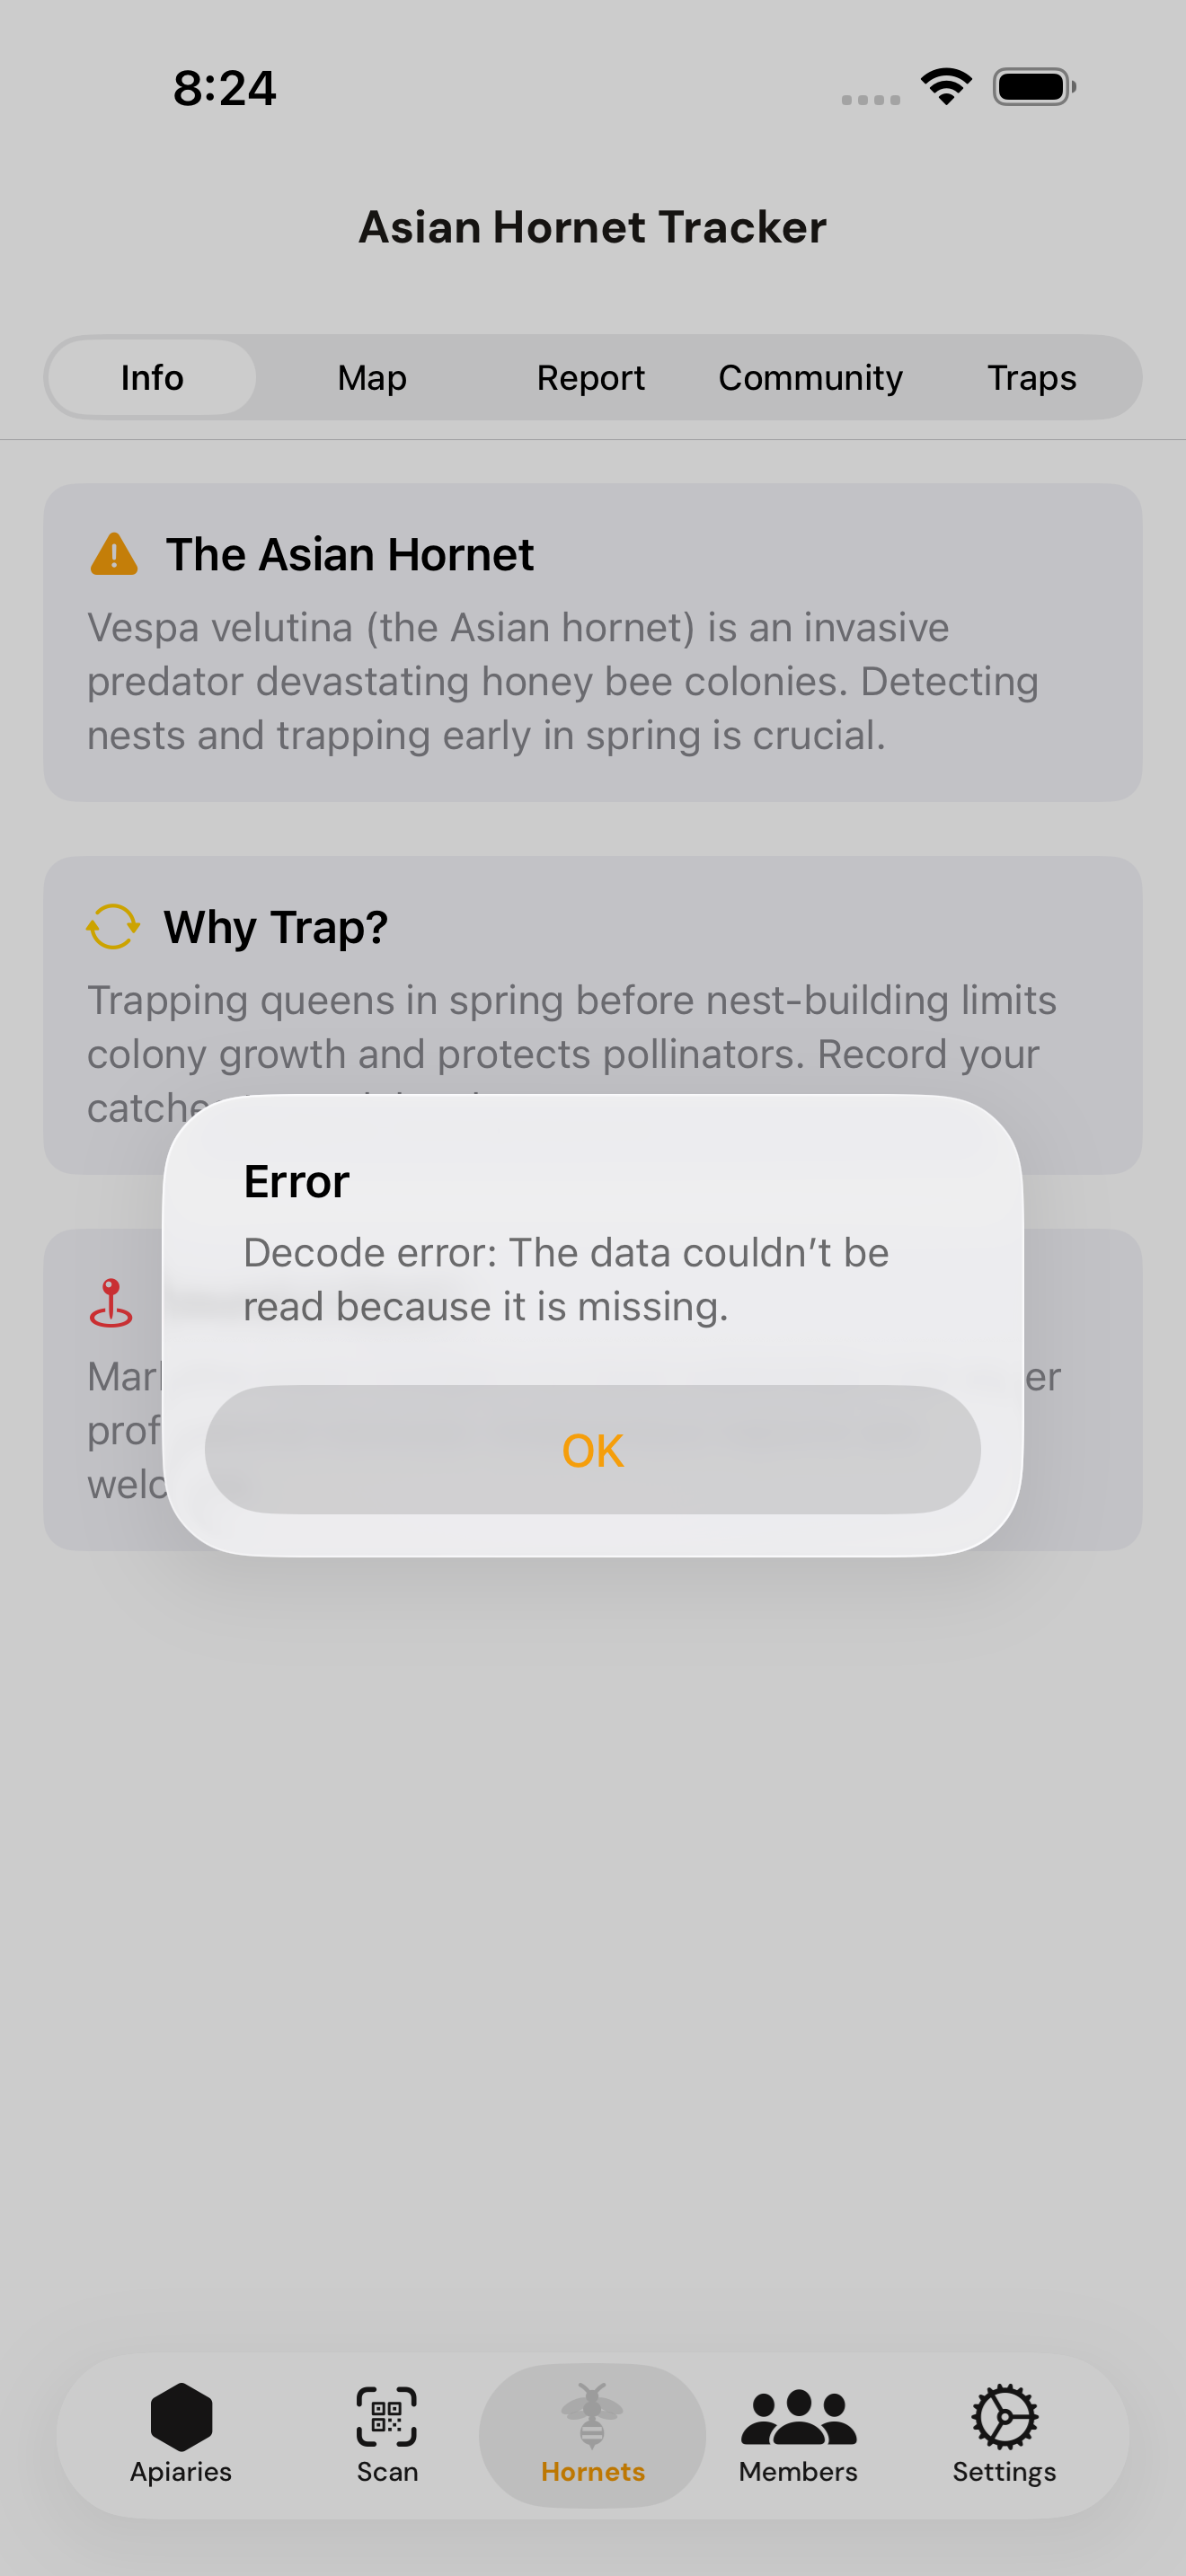 8:24
Asian Hornet Tracker
Info Map Report Community Traps
The Asian Hornet
Vespa velutina (the Asian hornet) is an invasive
predator devastating honey bee colonies. Detecting
nests and trapping early in spring is crucial.
Why Trap?
Trapping queens in spring before nest-building limits
colony growth and protects pollinators. Record your
Error
Decode error: The data couldn’t be
read because it is missing.
OK
Apiaries Scan Hornets Members Settings